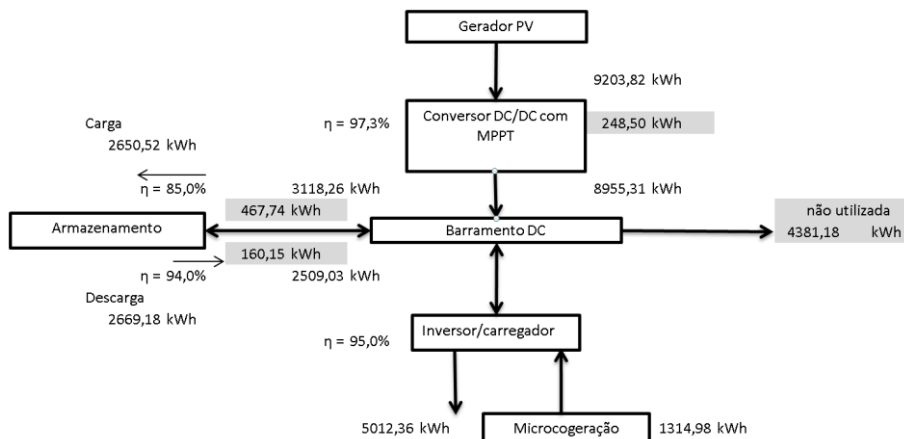 Gerador PV
9203,82 kWh
Carga
2650,52 kWh
η = 97,3%
Conversor DC/DC com
MPPT
248,50 kWh
η = 85,0%
3118,26 kWh
8955,31 kWh
467,74 kWh
Armazenamento
Barramento DC
não utilizada
4381,18 kWh
160,15 kWh
η = 94,0%
2509,03 kWh
Descarga
2669,18 kWh
Inversor/carregador
η = 95,0%
5012,36 kWh
Microcogeração
1314,98 kWh